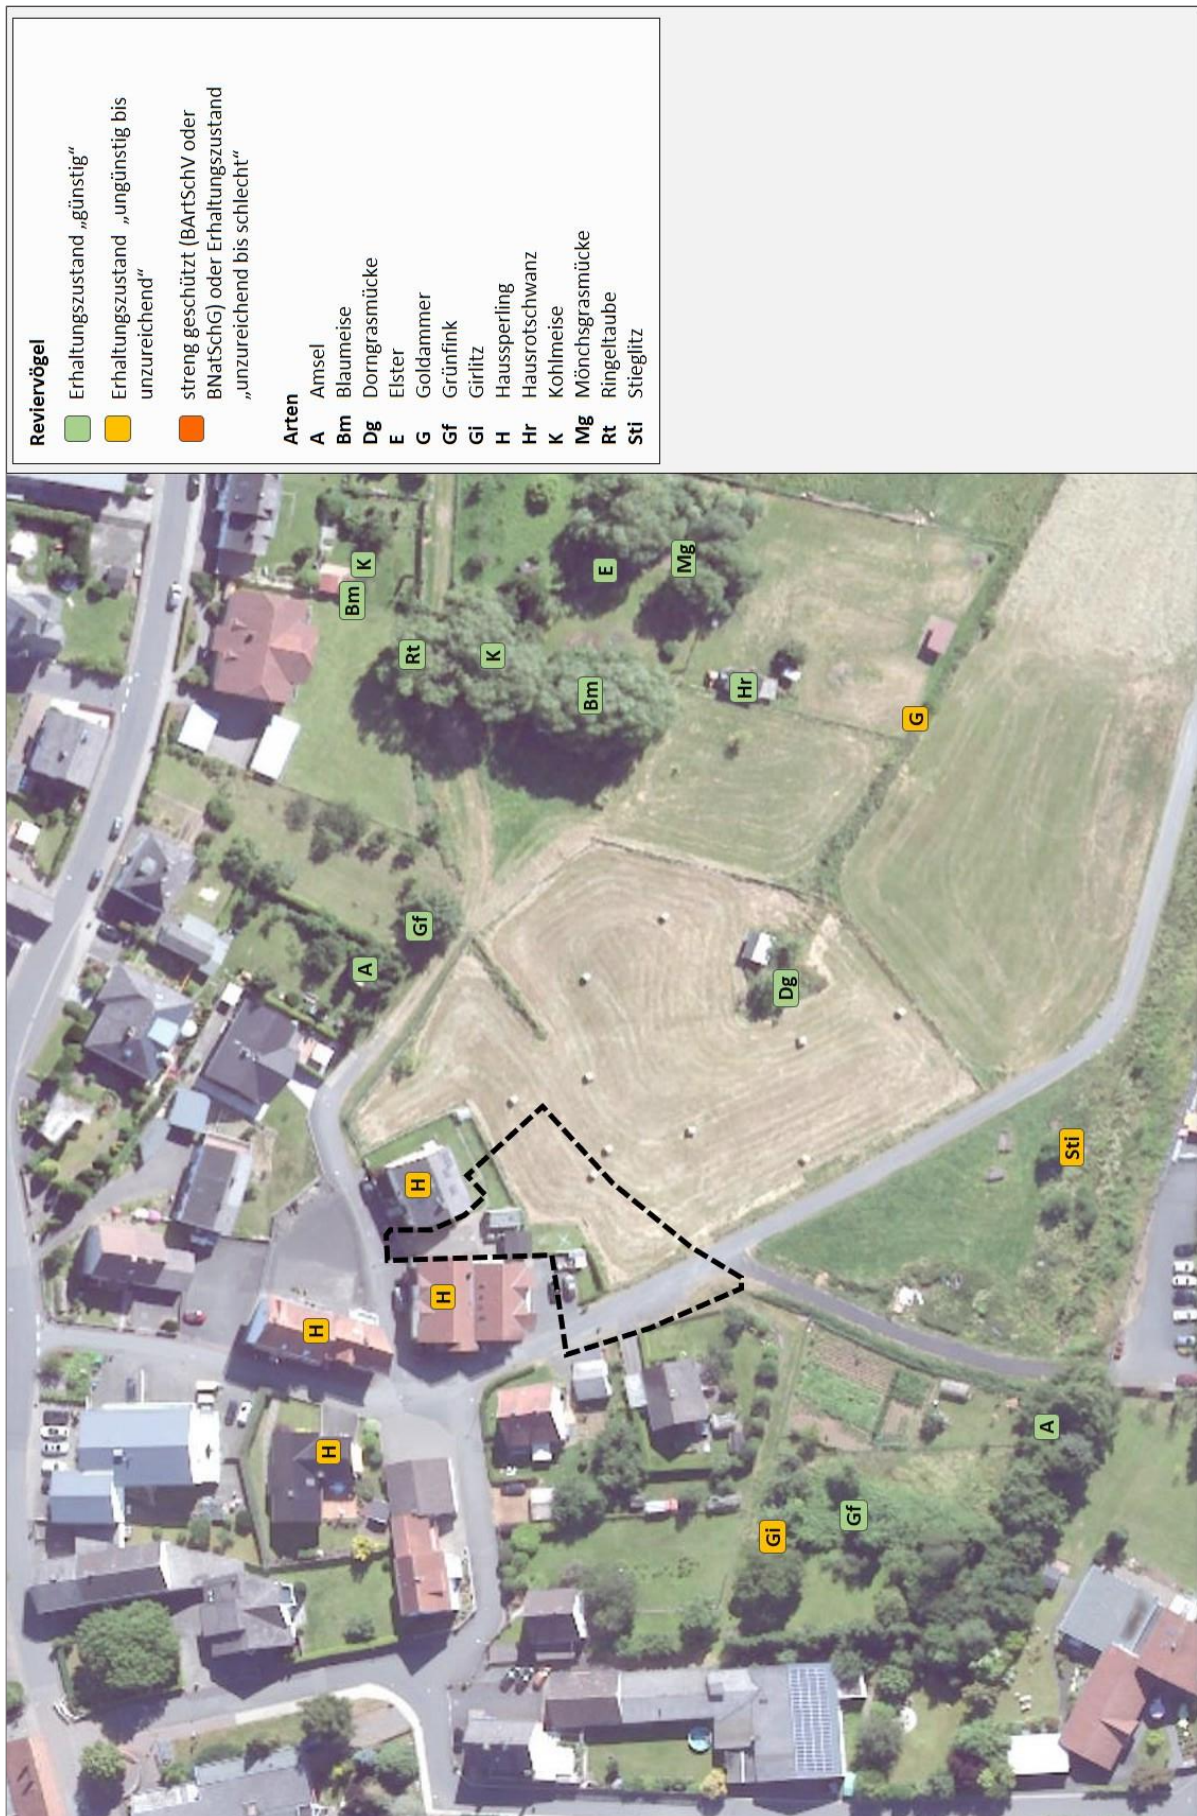 Reviervögel
Erhaltungszustand „günstig“
Erhaltungszustand „ungünstig bis
unzureichend“
streng geschützt (BArtSchV oder
BNatSchG) oder Erhaltungszustand
„unzureichend bis schlecht“
Arten
A Amsel
Bm Blaumeise
Dg Dorngrasmücke
E Elster
G Goldammer
Gf Grünfink
Gi Girlitz
H Haussperling
Hr Hausrotschwanz
K Kohlmeise
Mg Mönchsgrasmücke
Rt Ringeltaube
Sti Stieglitz
H
H
H
H
A
Gf
Bm
K
Rt
K
Bm
E
Mg
Hr
G
Dg
Sti
Gi
Gf
A